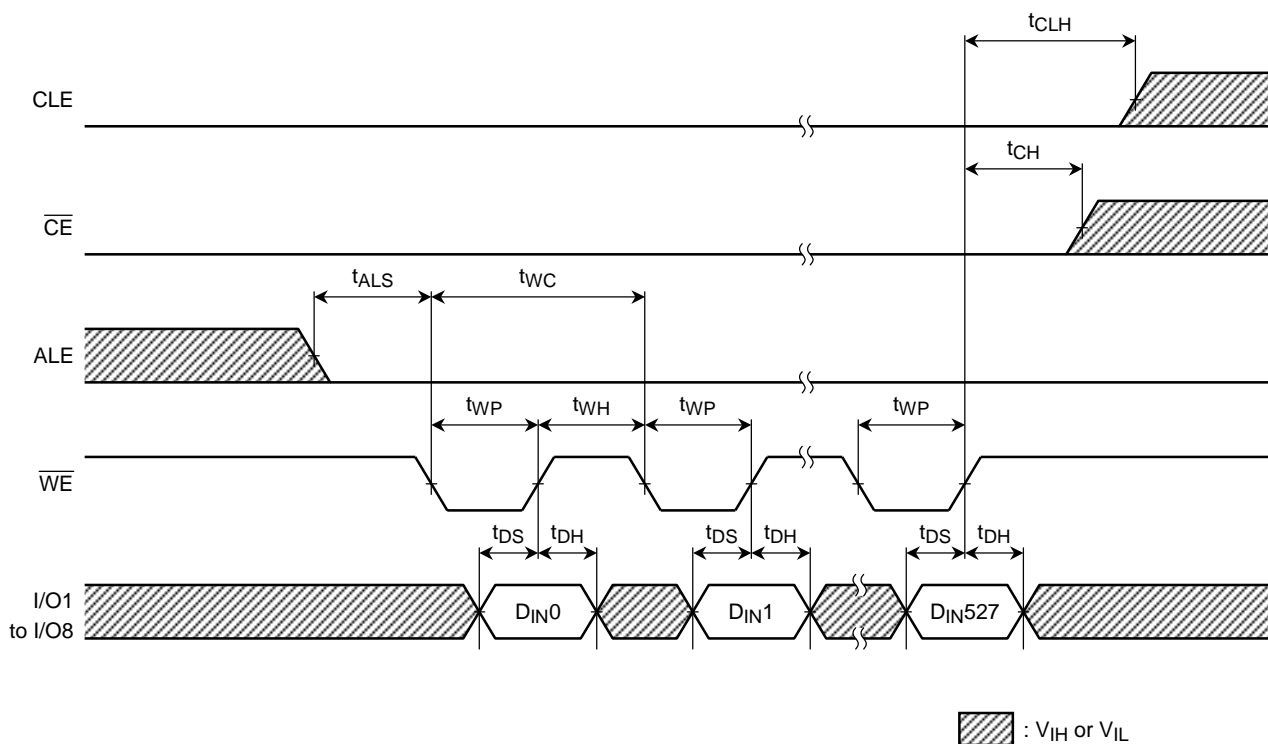 tCLH
CLE
tCH
CE
tALS
tWC
ALE
tWP
tWH
tWP
tWP
WE
tDS
tDH
tDS
tDH
tDS
tDH
I/O1
to I/O8
DIN0
DIN1
DIN527
: VIH or VIL